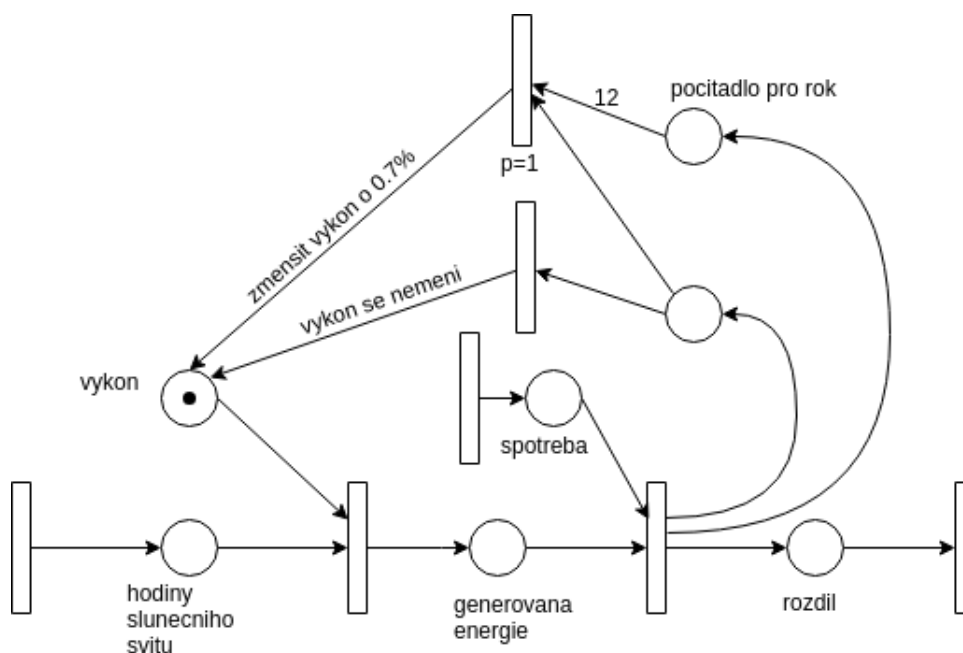 pocitadlo pro rok
12
p=1
zmensit vykon o 0.7%
vykon se nemeni
vykon
spotreba
hodiny
slunecniho
svitu
generovana
energie
rozdil